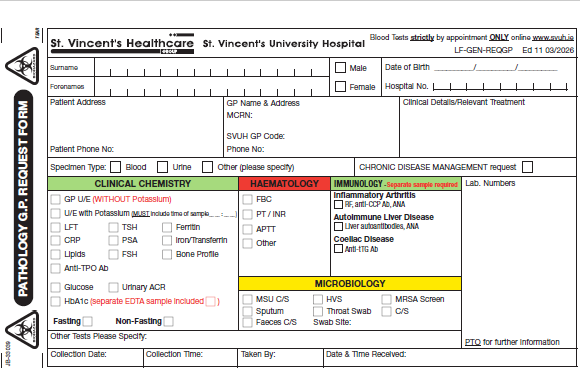 St. Vincent's Healthcare
GROUP
St. Vincent's University Hospital
Blood Tests strictly by appointment ONLY online www.svuh.ie
LF-GEN-REQGP Ed 11 03/2026
PATHOLOGY G.P. REQUEST FORM
Surname
Forenames
Male
Female
Date of Birth ________/________/________
Hospital No.
Patient Address
Patient Phone No:
GP Name & Address
MCRN:
SVUH GP Code:
Phone No:
Clinical Details/Relevant Treatment
Specimen Type: Blood Urine Other (please specify)
CHRONIC DISEASE MANAGEMENT request
CLINICAL CHEMISTRY
GP U/E (WITHOUT Potassium)
U/E with Potassium (MUST include time of sample__:__)
LFT TSH Ferritin
CRP PSA Iron/Transferrin
Lipids FSH Bone Profile
Anti-TPO Ab
Glucose Urinary ACR
HbA1c (separate EDTA sample included )
Fasting Non-Fasting
HAEMATOLOGY
FBC
PT / INR
APTT
Other
IMMUNOLOGY - Separate sample required
Inflammatory Arthritis
RF, anti-CCP Ab, ANA
Autoimmune Liver Disease
Liver autoantibodies, ANA
Coeliac Disease
Anti-tTG Ab
Lab. Numbers
MICROBIOLOGY
MSU C/S HVS MRSA Screen
Sputum Throat Swab C/S
Faeces C/S Swab Site:
Other Tests Please Specify:
PTO for further information
Collection Date: Collection Time: Taken By: Date & Time Received: